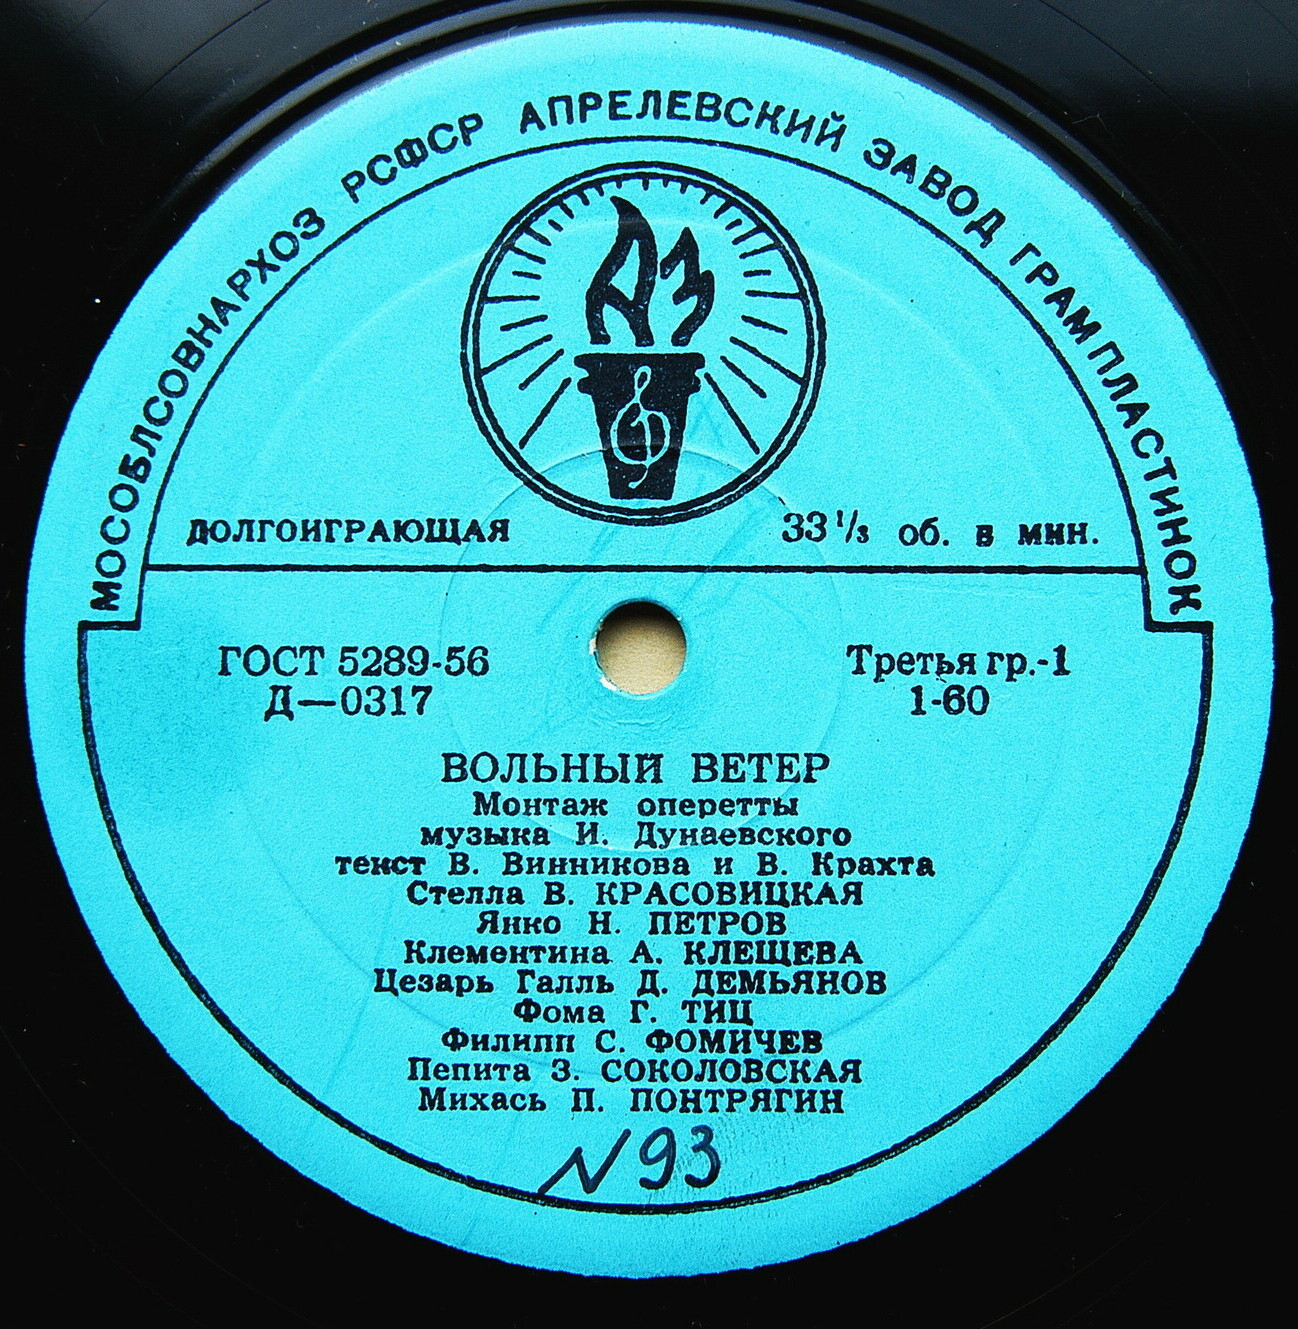 МОСОБЛСОВНАРХОЗ РСФСР АПРЕЛЕВСКИЙ ЗАВОД ГРАМПЛАСТИНОК
АЗ
ДОЛГОИГРАЮЩАЯ
33 1/3 об. в мин.
ГОСТ 5289-56
Д—0317
Третья гр.-1
1-60
ВОЛЬНЫЙ ВЕТЕР
Монтаж оперетты
музыка И. Дунаевского
текст В. Винникова и В. Крахта
Стелла В. КРАСОВИЦКАЯ
Янко Н. ПЕТРОВ
Клементина А. КЛЕЩЕВА
Цезарь Галль Д. ДЕМЬЯНОВ
Фома Г. ТИЦ
Филипп С. ФОМИЧЕВ
Пепита З. СОКОЛОВСКАЯ
Михась П. ПОНТРЯГИН
N 93